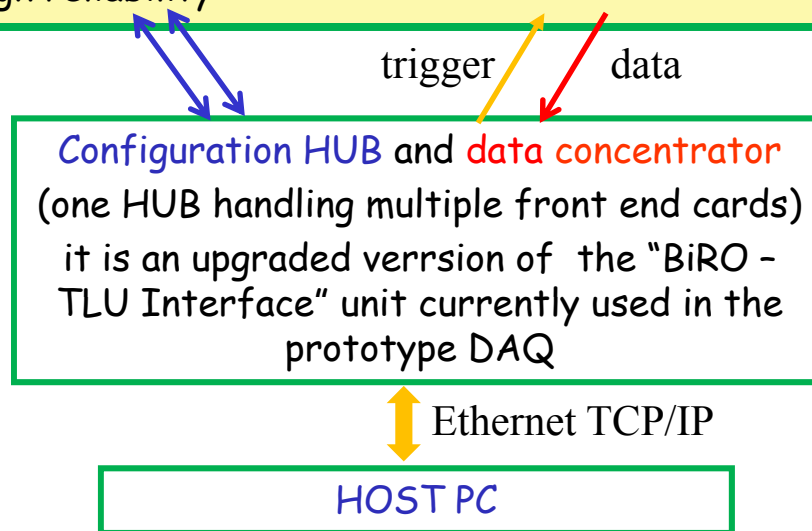 reliability
trigger
data
Configuration HUB and data concentrator
(one HUB handling multiple front end cards)
it is an upgraded verrsion of the “BiRO –
TLU Interface” unit currently used in the
prototype DAQ
Ethernet TCP/IP
HOST PC